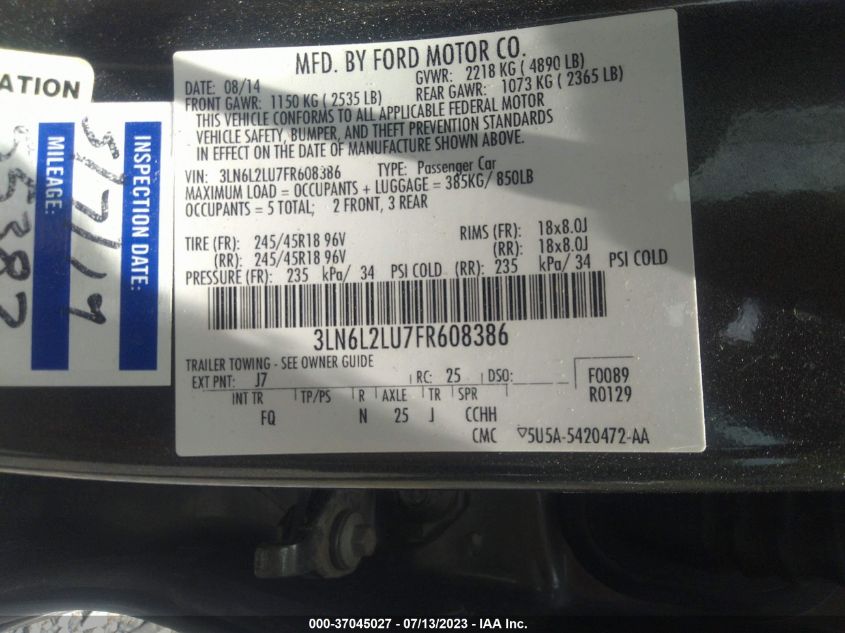 MFD. BY FORD MOTOR CO.
DATE: 08/14 GVWR: 2218 KG ( 4890 LB)
FRONT GAWR: 1150 KG ( 2535 LB) REAR GAWR: 1073 KG ( 2365 LB)
THIS VEHICLE CONFORMS TO ALL APPLICABLE FEDERAL MOTOR
VEHICLE SAFETY, BUMPER, AND THEFT PREVENTION STANDARDS
IN EFFECT ON THE DATE OF MANUFACTURE SHOWN ABOVE.
VIN: 3LN6L2LU7FR608386 TYPE: Passenger Car
MAXIMUM LOAD = OCCUPANTS + LUGGAGE = 385KG/ 850LB
OCCUPANTS = 5 TOTAL; 2 FRONT, 3 REAR
TIRE (FR): 245/45R18 96V RIMS (FR): 18x8.0J
(RR): 245/45R18 96V (RR): 18x8.0J
PRESSURE (FR): 235 kPa/ 34 PSI COLD (RR): 235 kPa/ 34 PSI COLD
3LN6L2LU7FR608386
TRAILER TOWING - SEE OWNER GUIDE
EXT PNT: J7 RC: 25 DSO: F0089
INT TR TP/PS R AXLE TR SPR R0129
FQ N 25 J CCHH
CMC ▽5U5A-5420472-AA
ATION
INSPECTION DATE:
5/7/19
MILEAGE:
000-37045027 - 07/13/2023 - IAA Inc.